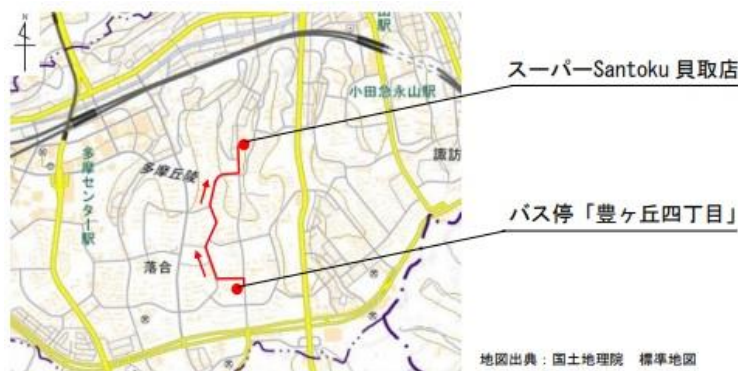 N
山
駅
スーパーSantoku 貝取店
小田急永山駅
多摩丘陵
多摩センター駅
諏訪
バス停「豊ヶ丘四丁目」
落合
地図出典：国土地理院 標準地図